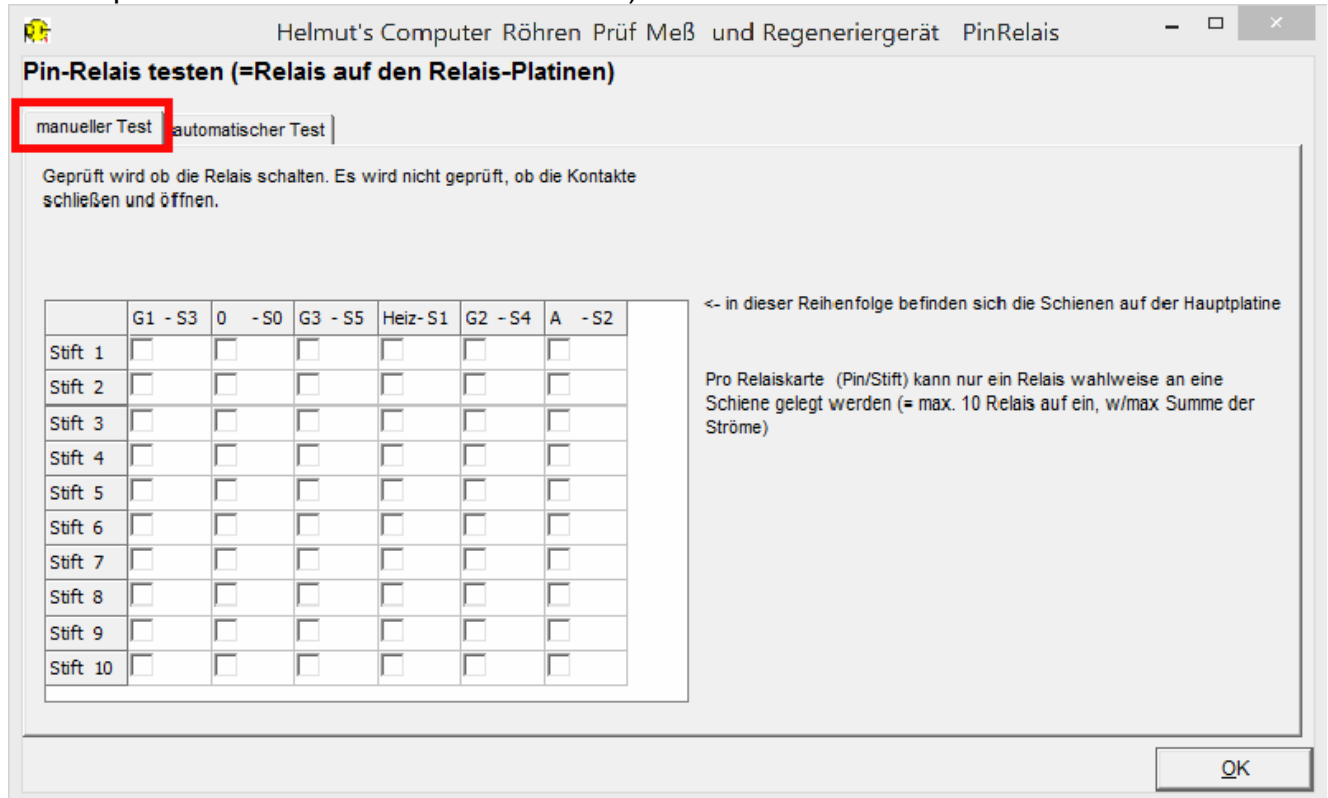 Helmut's Computer Röhren Prüf Meß und Regeneriergerät PinRelais
Pin-Relais testen (=Relais auf den Relais-Platinen)
manueller Test automatischer Test
Geprüft wird ob die Relais schalten. Es wird nicht geprüft, ob die Kontakte
schließen und öffnen.
G1 - S3 0 - S0 G3 - S5 Heiz- S1 G2 - S4 A - S2
<- in dieser Reihenfolge befinden sich die Schienen auf der Hauptplatine
Stift 1
Stift 2
Pro Relaiskarte (Pin/Stift) kann nur ein Relais wahlweise an eine
Schiene gelegt werden (= max. 10 Relais auf ein, w/max Summe der
Ströme)
Stift 3
Stift 4
Stift 5
Stift 6
Stift 7
Stift 8
Stift 9
Stift 10
OK